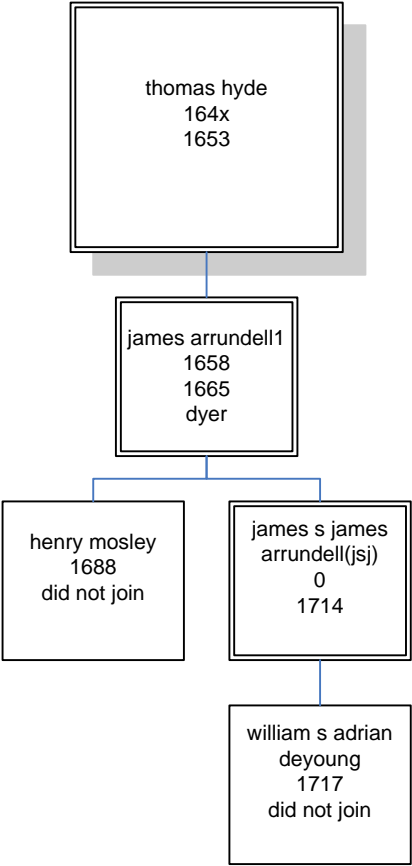 thomas hyde
164x
1653
james arrundell1
1658
1665
dyer
henry mosley
1688
did not join
james s james
arrundell(jsj)
0
1714
william s adrian
deyoung
1717
did not join